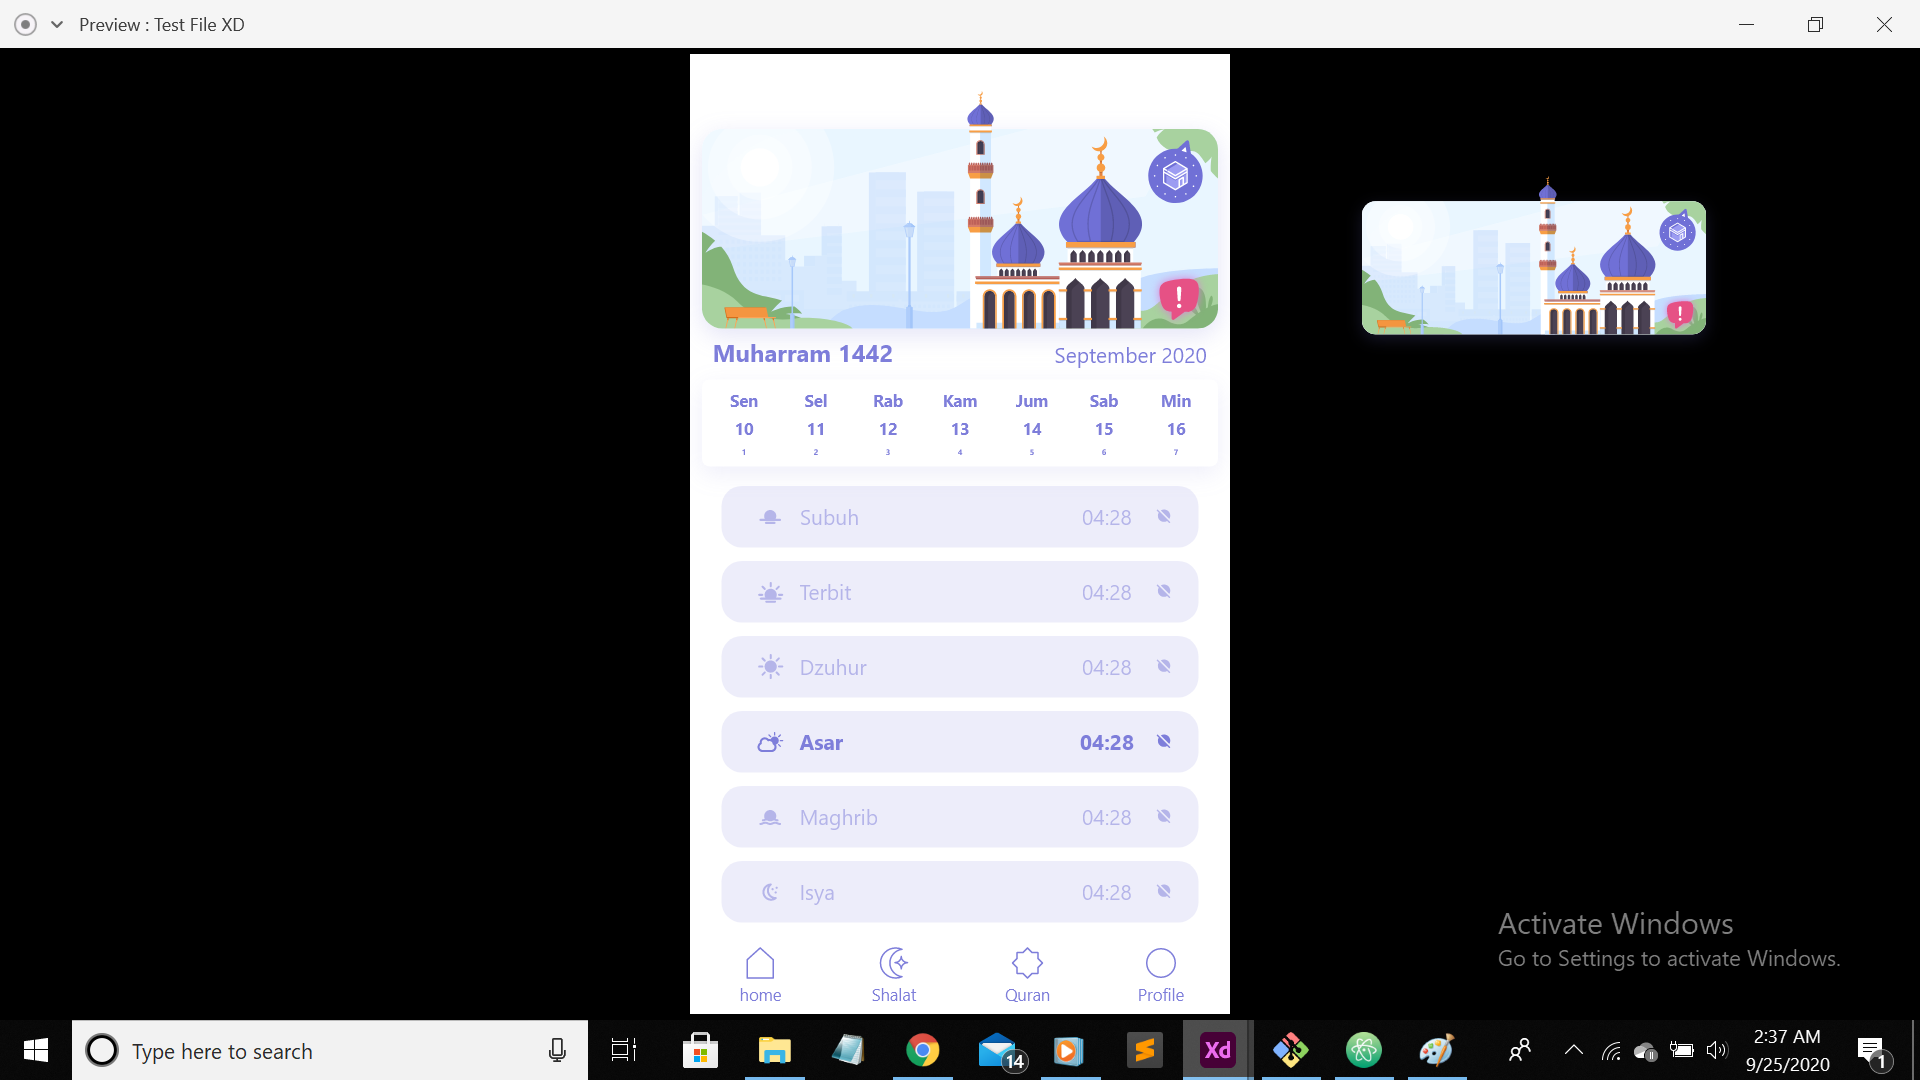 Preview : Test File XD
Muharram 1442
September 2020
Sen Sel Rab Kam Jum Sab Min
10 11 12 13 14 15 16
1 2 3 4 5 6 7
Subuh 04:28
Terbit 04:28
Dzuhur 04:28
Asar 04:28
Maghrib 04:28
Isya 04:28
home Shalat Quran Profile
Activate Windows
Go to Settings to activate Windows.
Type here to search
14
Xd
2:37 AM
9/25/2020
1